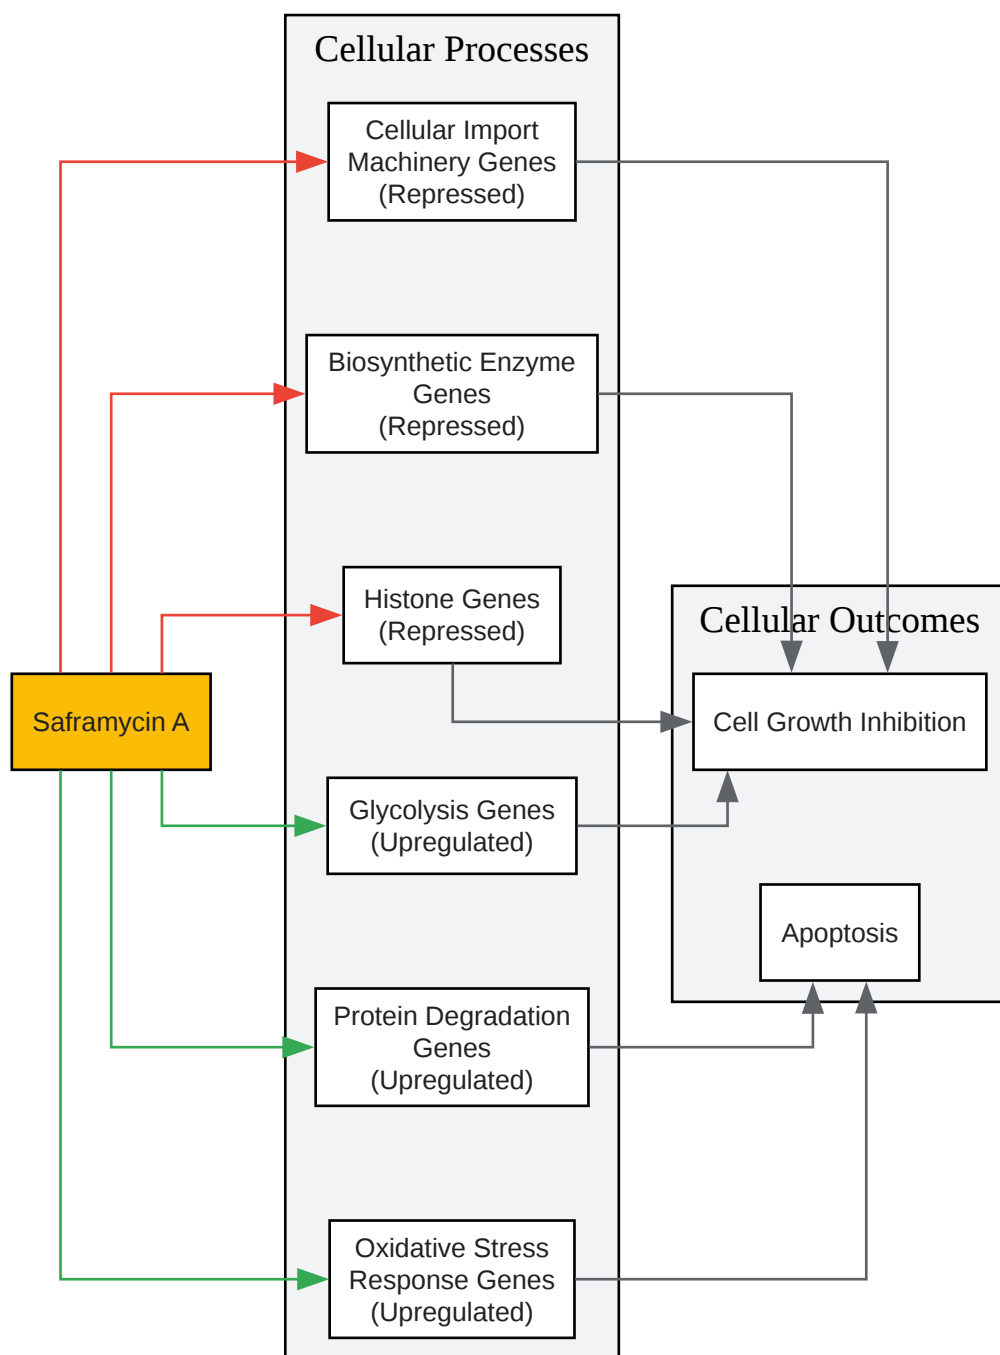 Cellular Processes
Cellular Import
Machinery Genes
(Repressed)
Biosynthetic Enzyme
Genes
(Repressed)
Histone Genes
(Repressed)
Cellular Outcomes
Saframycin A
Cell Growth Inhibition
Glycolysis Genes
(Upregulated)
Apoptosis
Protein Degradation
Genes
(Upregulated)
Oxidative Stress
Response Genes
(Upregulated)